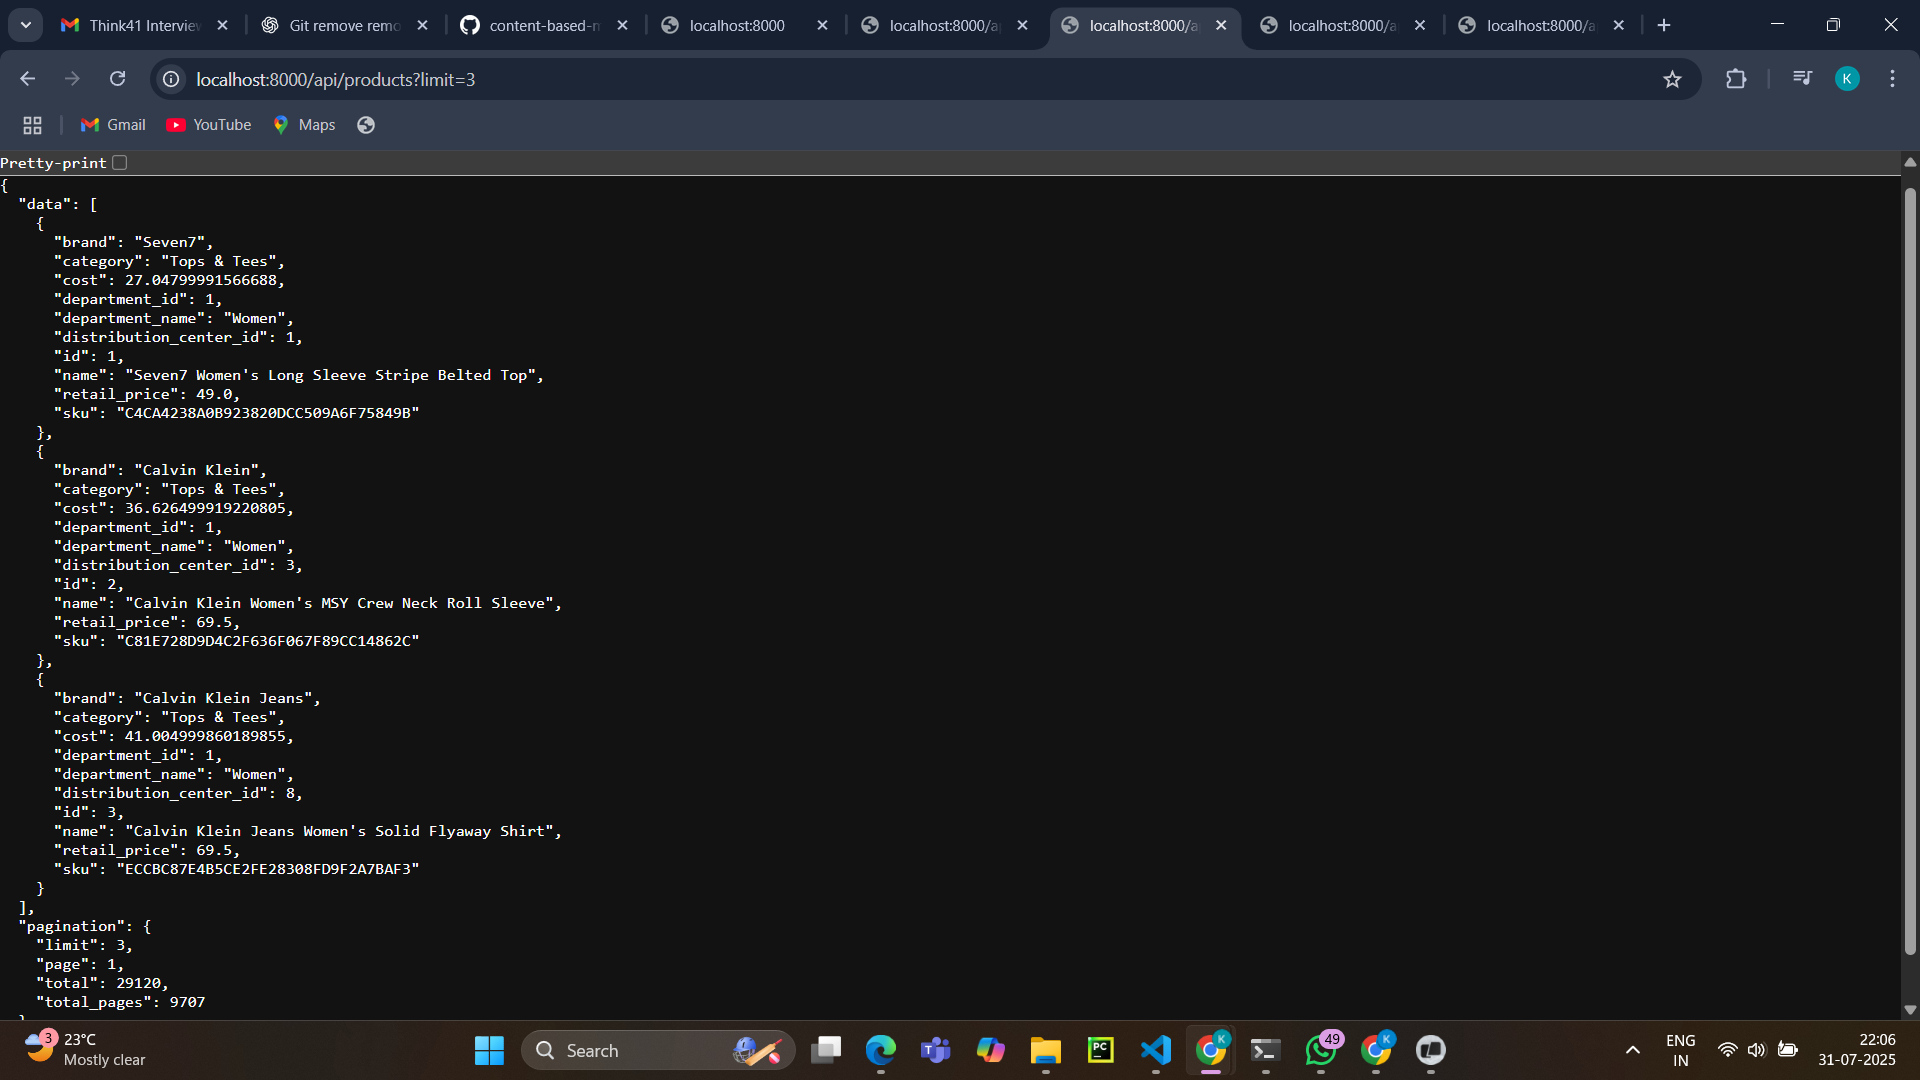 Think41 Interview
Git remove remo
content-based-
localhost:8000
localhost:8000/a
localhost:8000/a
localhost:8000/a
localhost:8000/a
localhost:8000/api/products?limit=3
K
Gmail
YouTube
Maps
Pretty-print
{
"data": [
{
"brand": "Seven7",
"category": "Tops & Tees",
"cost": 27.04799991566688,
"department_id": 1,
"department_name": "Women",
"distribution_center_id": 1,
"id": 1,
"name": "Seven7 Women's Long Sleeve Stripe Belted Top",
"retail_price": 49.0,
"sku": "C4CA4238A0B923820DCC509A6F75849B"
},
{
"brand": "Calvin Klein",
"category": "Tops & Tees",
"cost": 36.626499919220805,
"department_id": 1,
"department_name": "Women",
"distribution_center_id": 3,
"id": 2,
"name": "Calvin Klein Women's MSY Crew Neck Roll Sleeve",
"retail_price": 69.5,
"sku": "C81E728D9D4C2F636F067F89CC14862C"
},
{
"brand": "Calvin Klein Jeans",
"category": "Tops & Tees",
"cost": 41.004999860189855,
"department_id": 1,
"department_name": "Women",
"distribution_center_id": 8,
"id": 3,
"name": "Calvin Klein Jeans Women's Solid Flyaway Shirt",
"retail_price": 69.5,
"sku": "ECCBC87E4B5CE2FE28308FD9F2A7BAF3"
}
],
"pagination": {
"limit": 3,
"page": 1,
"total": 29120,
"total_pages": 9707
3
23°C
Mostly clear
Search
PC
K
49
K
ENG
IN
22:06
31-07-2025